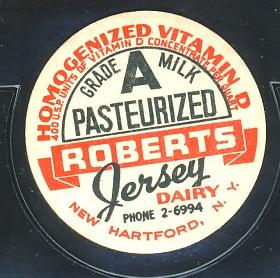 HOMOGENIZED VITAMIN D
400 U.S.P. UNITS OF VITAMIN D CONCENTRATE PER QUART
GRADE A MILK
PASTEURIZED
ROBERTS
Jersey
DAIRY
PHONE 2-6994
NEW HARTFORD, N. Y.